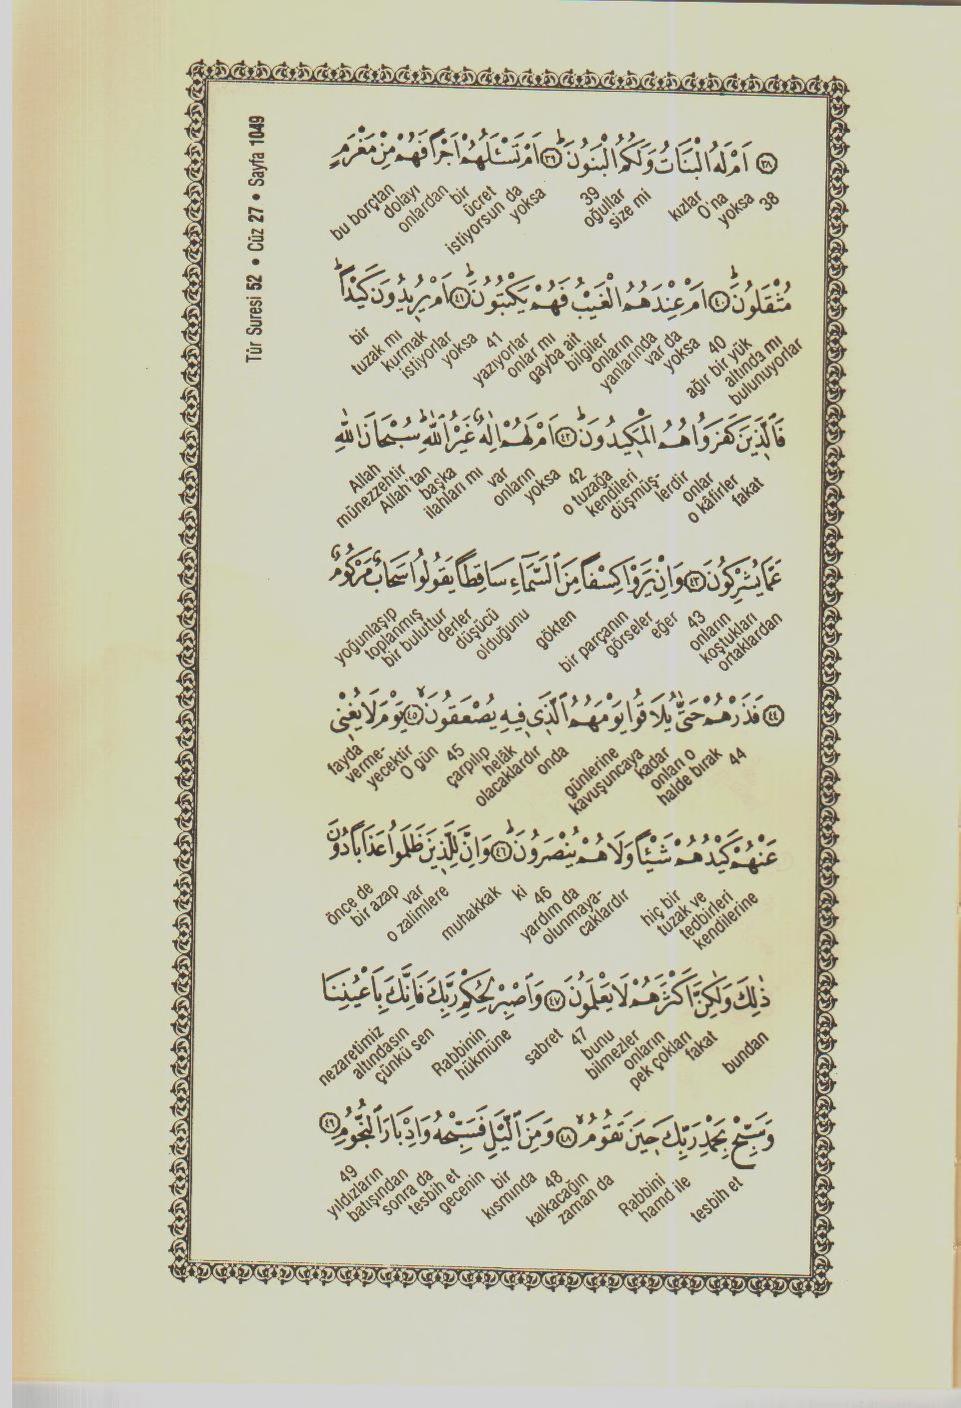 Tûr Suresi 52 • Cüz 27 • Sayfa 1049
﴿٣٨﴾ اَمْ لَهُ الْبَنَاتُ وَلَكُمُ الْبَنُونَۜ ﴿٣٩﴾ اَمْ تَسْـَٔلُهُمْ اَجْرًا فَهُمْ مِنْ مَغْرَمٍ
38 yoksa O'na kızlar size mi oğullar 39 yoksa istiyorsun da ücret bir onlardan dolayı bu borçtan
مُثْقَلُونَۜ ﴿٤٠﴾ اَمْ عِنْدَهُمُ الْغَيْبُ فَهُمْ يَكْتُبُونَۜ ﴿٤١﴾ اَمْ يُرِيدُونَ كَيْدًاۜ
ağır bir yük altında mı bulunuyorlar 40 yoksa var da yanlarında onların bilgiler gayba ait onlar mı yazıyorlar 41 yoksa istiyorlar kurmak tuzak mı bir
فَالَّذِينَ كَفَرُوا هُمُ الْمَكِيدُونَۜ ﴿٤٢﴾ اَمْ لَهُمْ اِلٰهٌ غَيْرُ اللّٰهِۜ سُبْحَانَ اللّٰهِ
fakat o kâfirler onlar o tuzağa kendileri düşmüş-lerdir 42 yoksa onların var ilahları mı başka Allah'tan münezzehtir Allah
عَمَّا يُشْرِكُونَ ﴿٤٣﴾ وَاِنْ يَرَوْا كِسْفًا مِنَ السَّمَٓاءِ سَاقِطًا يَقُولُوا سَحَابٌ مَرْكُومٌ
onların koştukları ortaklardan 43 eğer görseler bir parçanın gökten düşücü olduğunu derler bir buluttur yoğunlaşıp toplanmış
﴿٤٤﴾ فَذَرْهُمْ حَتّٰى يُلَاقُوا يَوْمَهُمُ الَّذ۪ي ف۪يهِ يُصْعَقُونَۙ ﴿٤٥﴾ يَوْمَ لَا يُغْن۪ي
44 onları o halde bırak kadar günlerine kavuşuncaya onda çarpılıp helâk olacaklardır 45 O gün fayda verme-yecektir
عَنْهُمْ كَيْدُهُمْ شَيْـًٔا وَلَا هُمْ يُنْصَرُونَۜ ﴿٤٦﴾ وَاِنَّ لِلَّذِينَ ظَلَمُوا عَذَابًا دُونَ
kendilerine tuzak ve tedbirleri hiç bir yardım da olunmaya-caklardır 46 ki muhakkak o zalimlere var bir azap önce de
ذٰلِكَ وَلٰكِنَّ اَكْثَرَهُمْ لَا يَعْلَمُونَ ﴿٤٧﴾ وَاصْبِرْ لِحُكْمِ رَبِّكَ فَاِنَّكَ بِاَعْيُنِنَا
bundan fakat onların pek çokları bunu bilmezler 47 sabret Rabbinin hükmüne çünkü sen nezaretimiz altındasın
وَسَبِّحْ بِحَمْدِ رَبِّكَ حِينَ تَقُومُۙ ﴿٤٨﴾ وَمِنَ الَّيْلِ فَسَبِّحْهُ وَاِدْبَارَ النُّجُومِ ﴿٤٩﴾
tesbih et Rabbini hamd ile kalkacağın zaman da 48 bir kısmında gecenin tesbih et sonra da yıldızların batışından 49